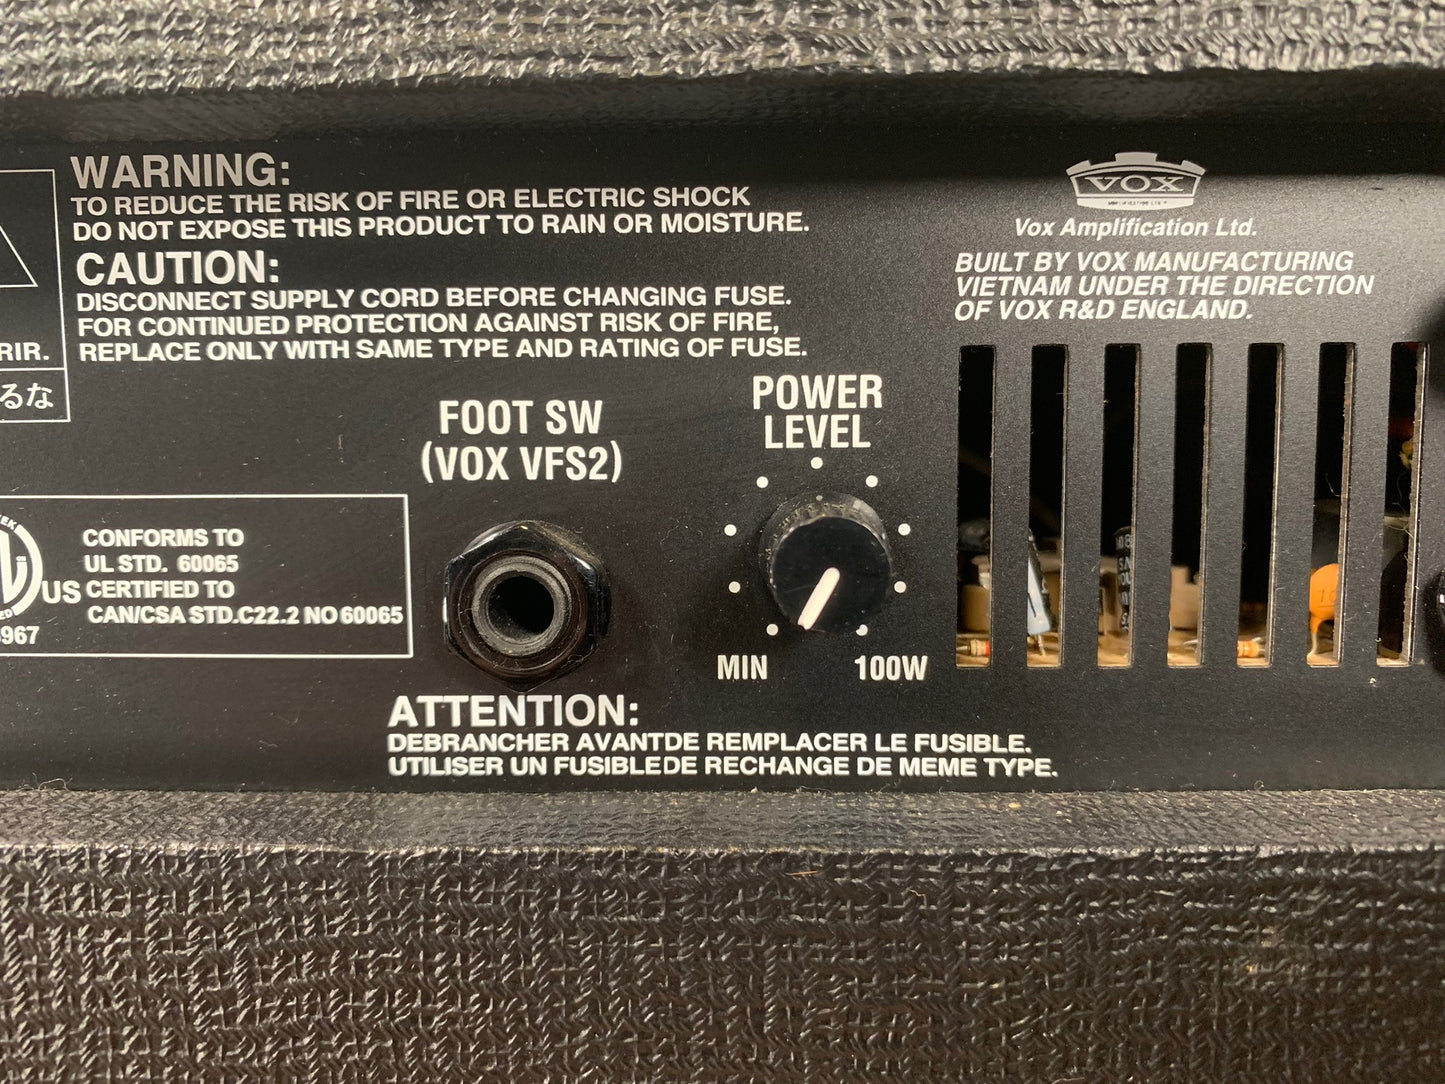 WARNING:
TO REDUCE THE RISK OF FIRE OR ELECTRIC SHOCK
DO NOT EXPOSE THIS PRODUCT TO RAIN OR MOISTURE.
CAUTION:
DISCONNECT SUPPLY CORD BEFORE CHANGING FUSE.
FOR CONTINUED PROTECTION AGAINST RISK OF FIRE,
REPLACE ONLY WITH SAME TYPE AND RATING OF FUSE.
RIR.
るな
VOX
Vox Amplification Ltd.
BUILT BY VOX MANUFACTURING
VIETNAM UNDER THE DIRECTION
OF VOX R&D ENGLAND.
FOOT SW
(VOX VFS2)
POWER
LEVEL
MIN
100W
US
967
CONFORMS TO
UL STD. 60065
CERTIFIED TO
CAN/CSA STD.C22.2 NO 60065
ATTENTION:
DEBRANCHER AVANTDE REMPLACER LE FUSIBLE.
UTILISER UN FUSIBLEDE RECHANGE DE MEME TYPE.